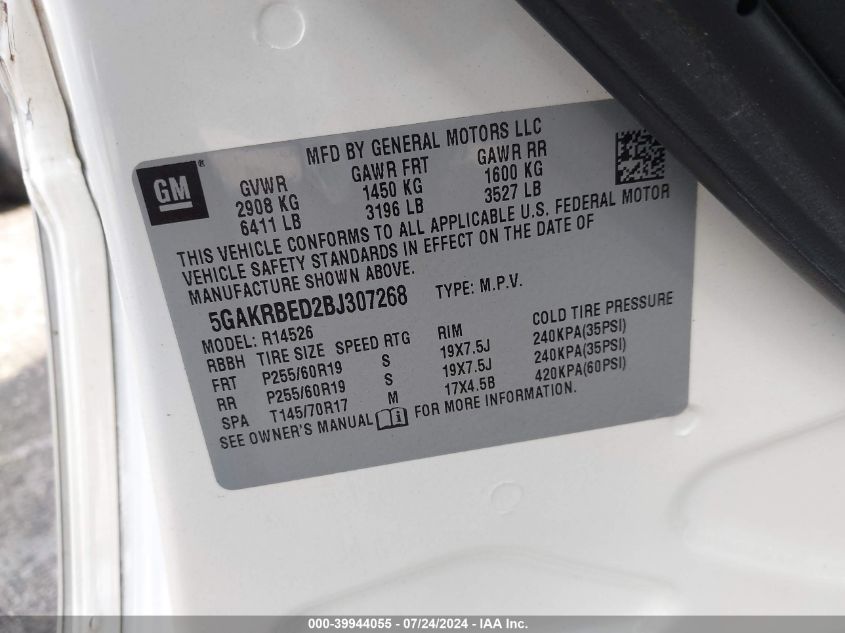 MFD BY GENERAL MOTORS LLC
GM®
GVWR GAWR FRT GAWR RR
2908 KG 1450 KG 1600 KG
6411 LB 3196 LB 3527 LB
THIS VEHICLE CONFORMS TO ALL APPLICABLE U.S. FEDERAL MOTOR
VEHICLE SAFETY STANDARDS IN EFFECT ON THE DATE OF
MANUFACTURE SHOWN ABOVE.
5GAKRBED2BJ307268 TYPE: M.P.V.
MODEL: R14526
RBBH TIRE SIZE SPEED RTG RIM COLD TIRE PRESSURE
FRT P255/60R19 S 19X7.5J 240KPA(35PSI)
RR P255/60R19 S 19X7.5J 240KPA(35PSI)
SPA T145/70R17 M 17X4.5B 420KPA(60PSI)
SEE OWNER'S MANUAL i FOR MORE INFORMATION.
000-39944055 - 07/24/2024 - IAA Inc.